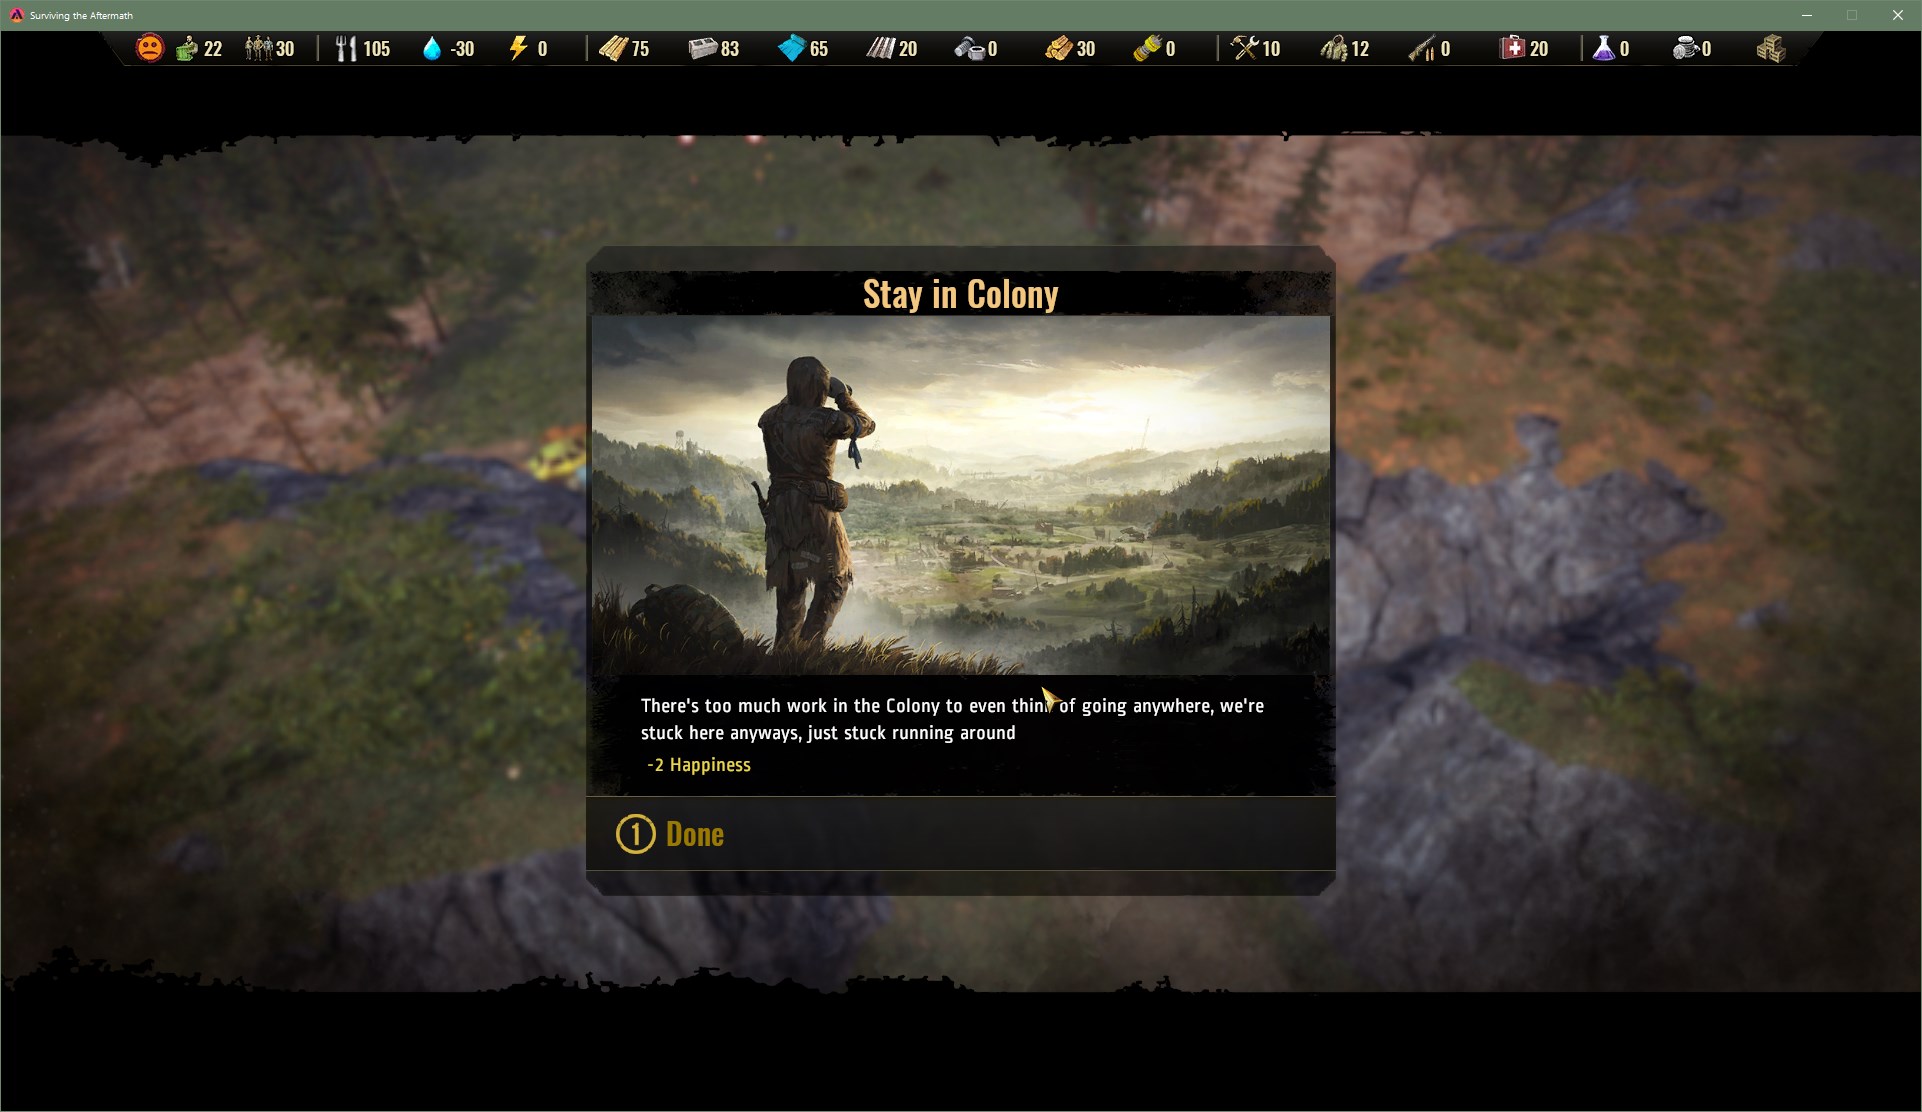 Surviving the Aftermath
22 30 105 -30 0 75 83 65 20 0 30 0 10 12 0 20 0 0
Stay in Colony
There's too much work in the Colony to even think of going anywhere, we're
stuck here anyways, just stuck running around
-2 Happiness
1 Done